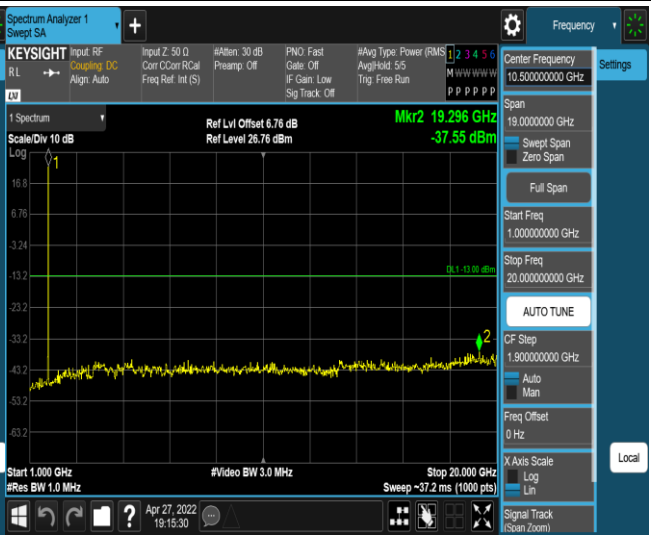 Spectrum Analyzer 1
Swept SA
+
Frequency
KEYSIGHT
RL
LXI
Input: RF
Coupling: DC
Align: Auto
Input Z: 50 Ω
Corr CCorr RCal
Freq Ref: Int (S)
#Atten: 30 dB
Preamp: Off
PNO: Fast
Gate: Off
IF Gain: Low
Sig Track: Off
#Avg Type: Power (RMS
Avg|Hold: 5/5
Trig: Free Run
1 2 3 4 5 6
M W W W W W
P P P P P P
1 Spectrum
Scale/Div 10 dB
Log
Ref Lvl Offset 6.76 dB
Ref Level 26.76 dBm
Mkr2 19.296 GHz
-37.55 dBm
1
16.8
6.76
-3.24
-13.2
DL1 -13.00 dBm
-23.2
-33.2
2
-43.2
-53.2
-63.2
Start 1.000 GHz
#Res BW 1.0 MHz
#Video BW 3.0 MHz
Stop 20.000 GHz
Sweep ~37.2 ms (1000 pts)
?
Apr 27, 2022
19:15:30
Center Frequency
10.500000000 GHz
Span
19.0000000 GHz
Swept Span
Zero Span
Full Span
Start Freq
1.000000000 GHz
Stop Freq
20.000000000 GHz
AUTO TUNE
CF Step
1.900000000 GHz
Auto
Man
Freq Offset
0 Hz
X Axis Scale
Log
Lin
Signal Track
(Span Zoom)
Settings
Local